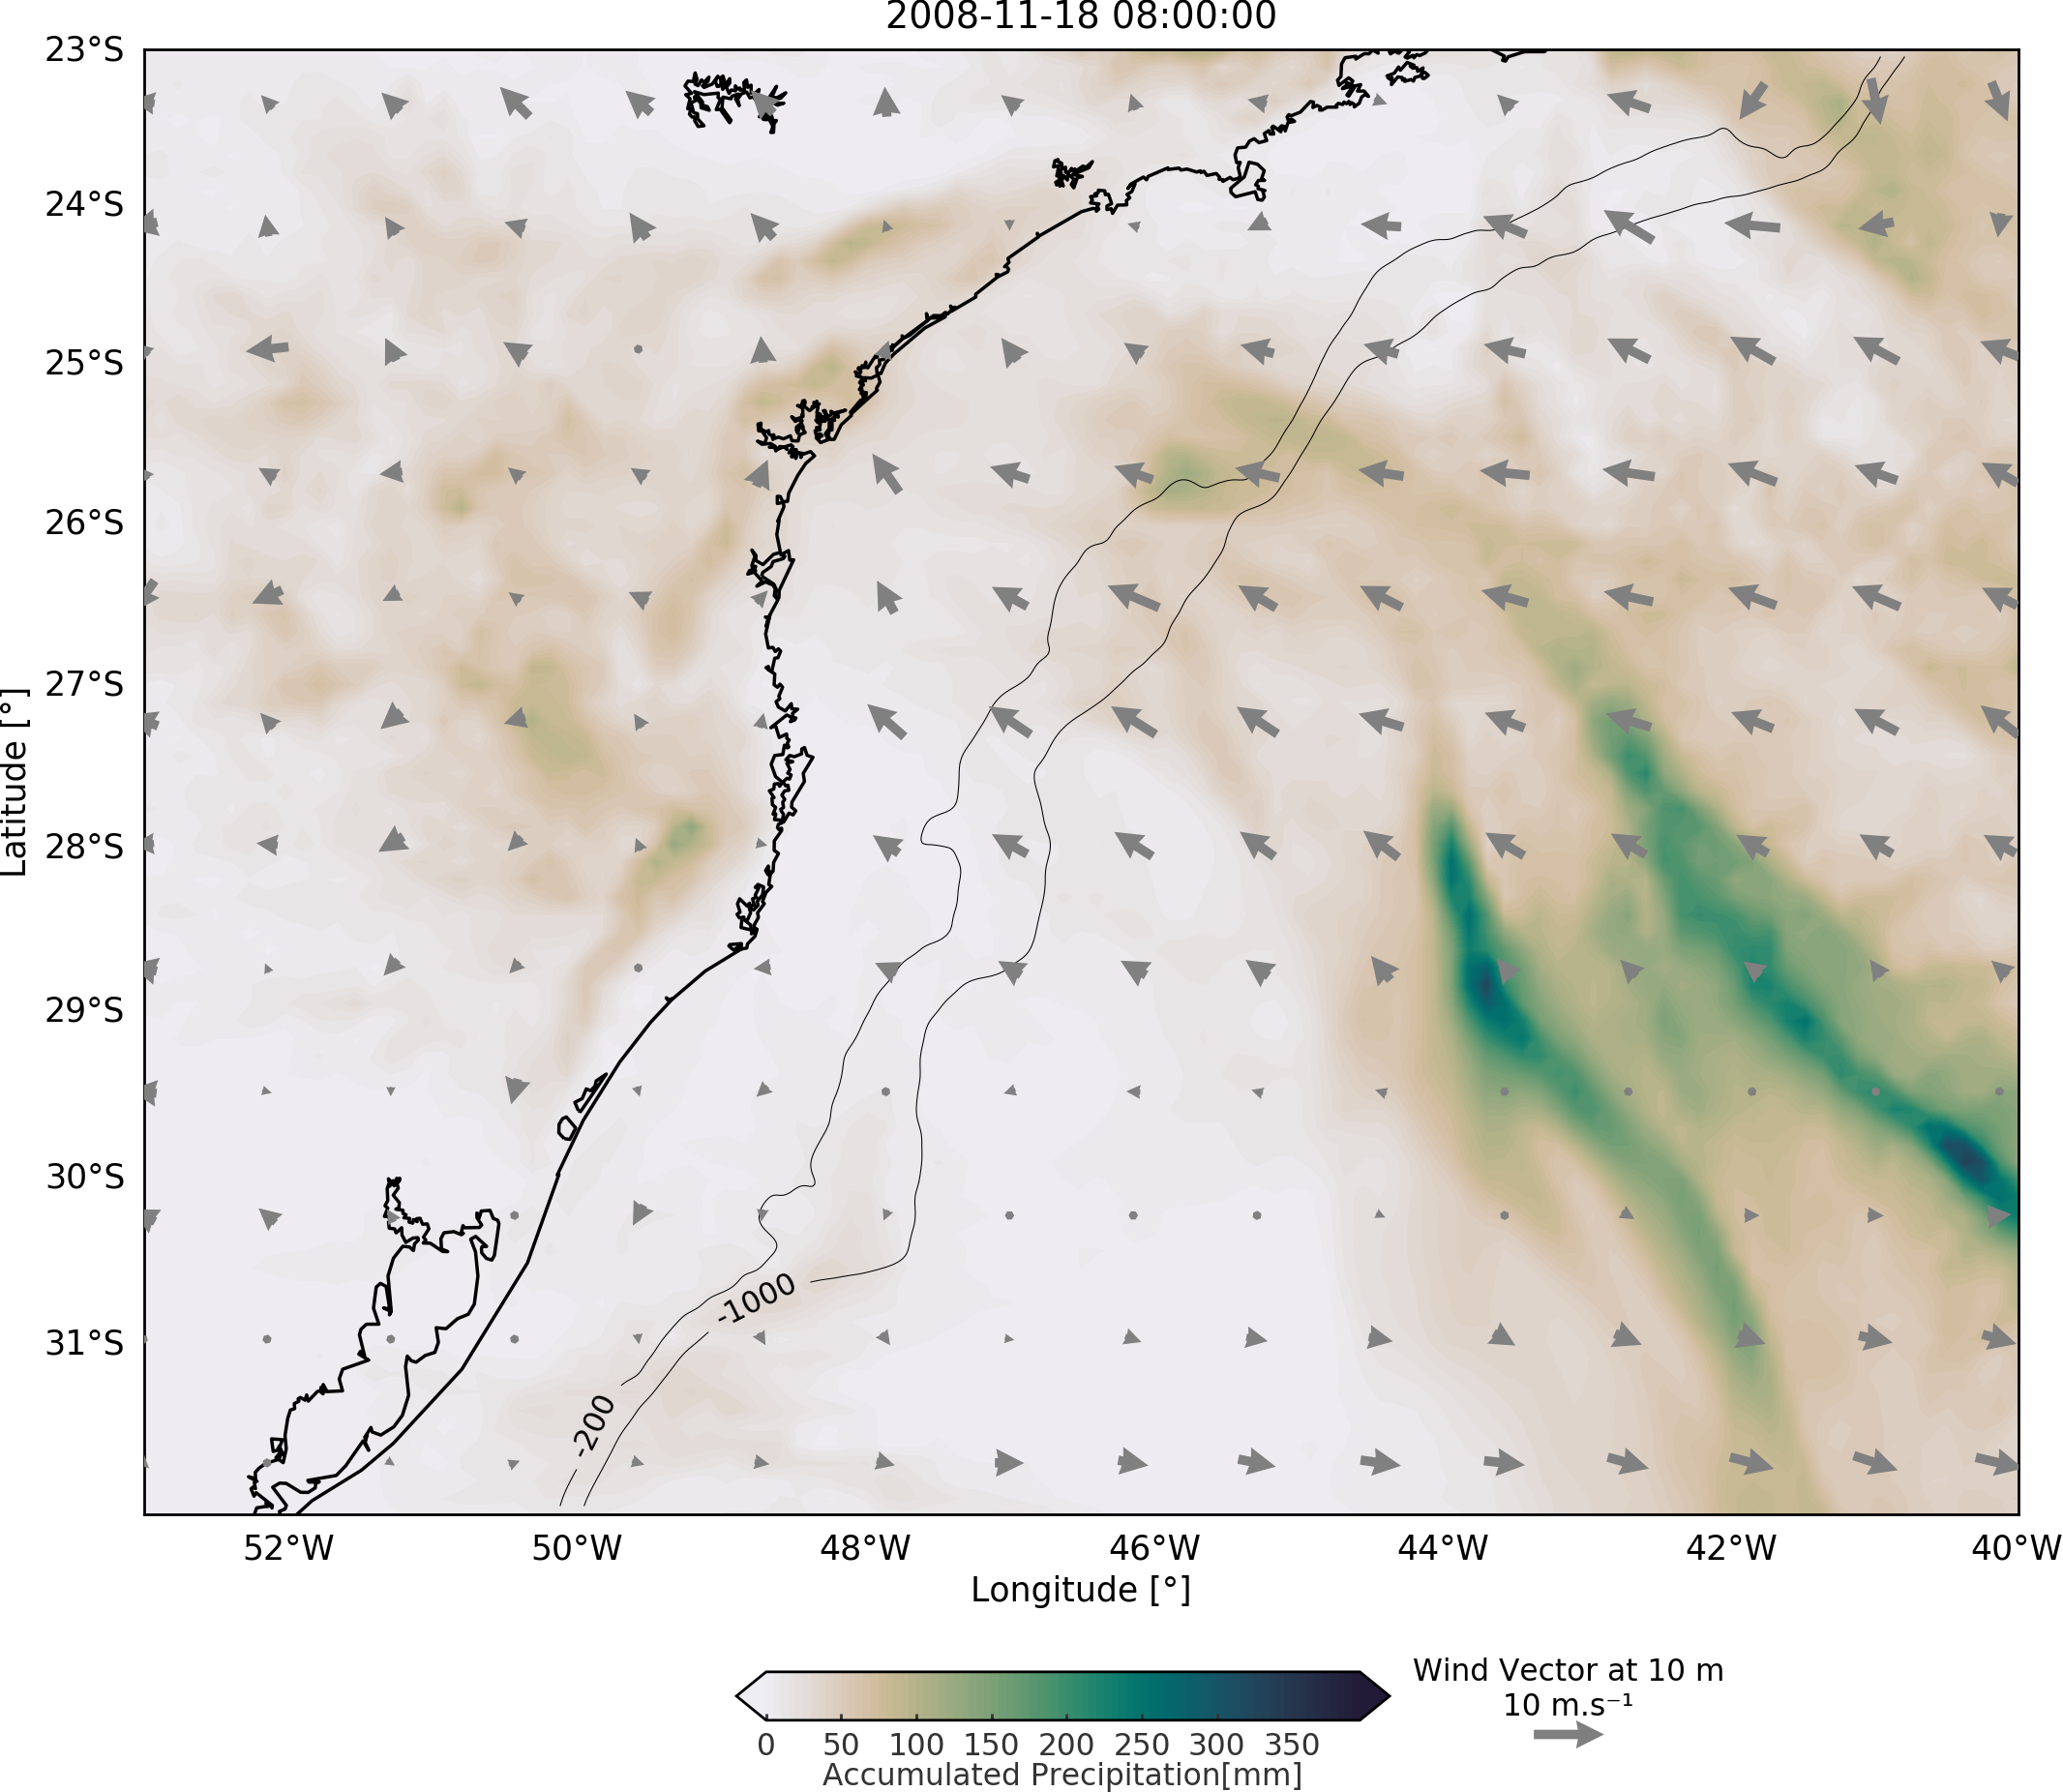 2008-11-18 08:00:00
23°S
24°S
25°S
26°S
27°S
28°S
29°S
30°S
31°S
Latitude [°]
-1000
-200
52°W 50°W 48°W 46°W 44°W 42°W 40°W
Longitude [°]
Wind Vector at 10 m
10 m.s⁻¹
0 50 100 150 200 250 300 350
Accumulated Precipitation[mm]